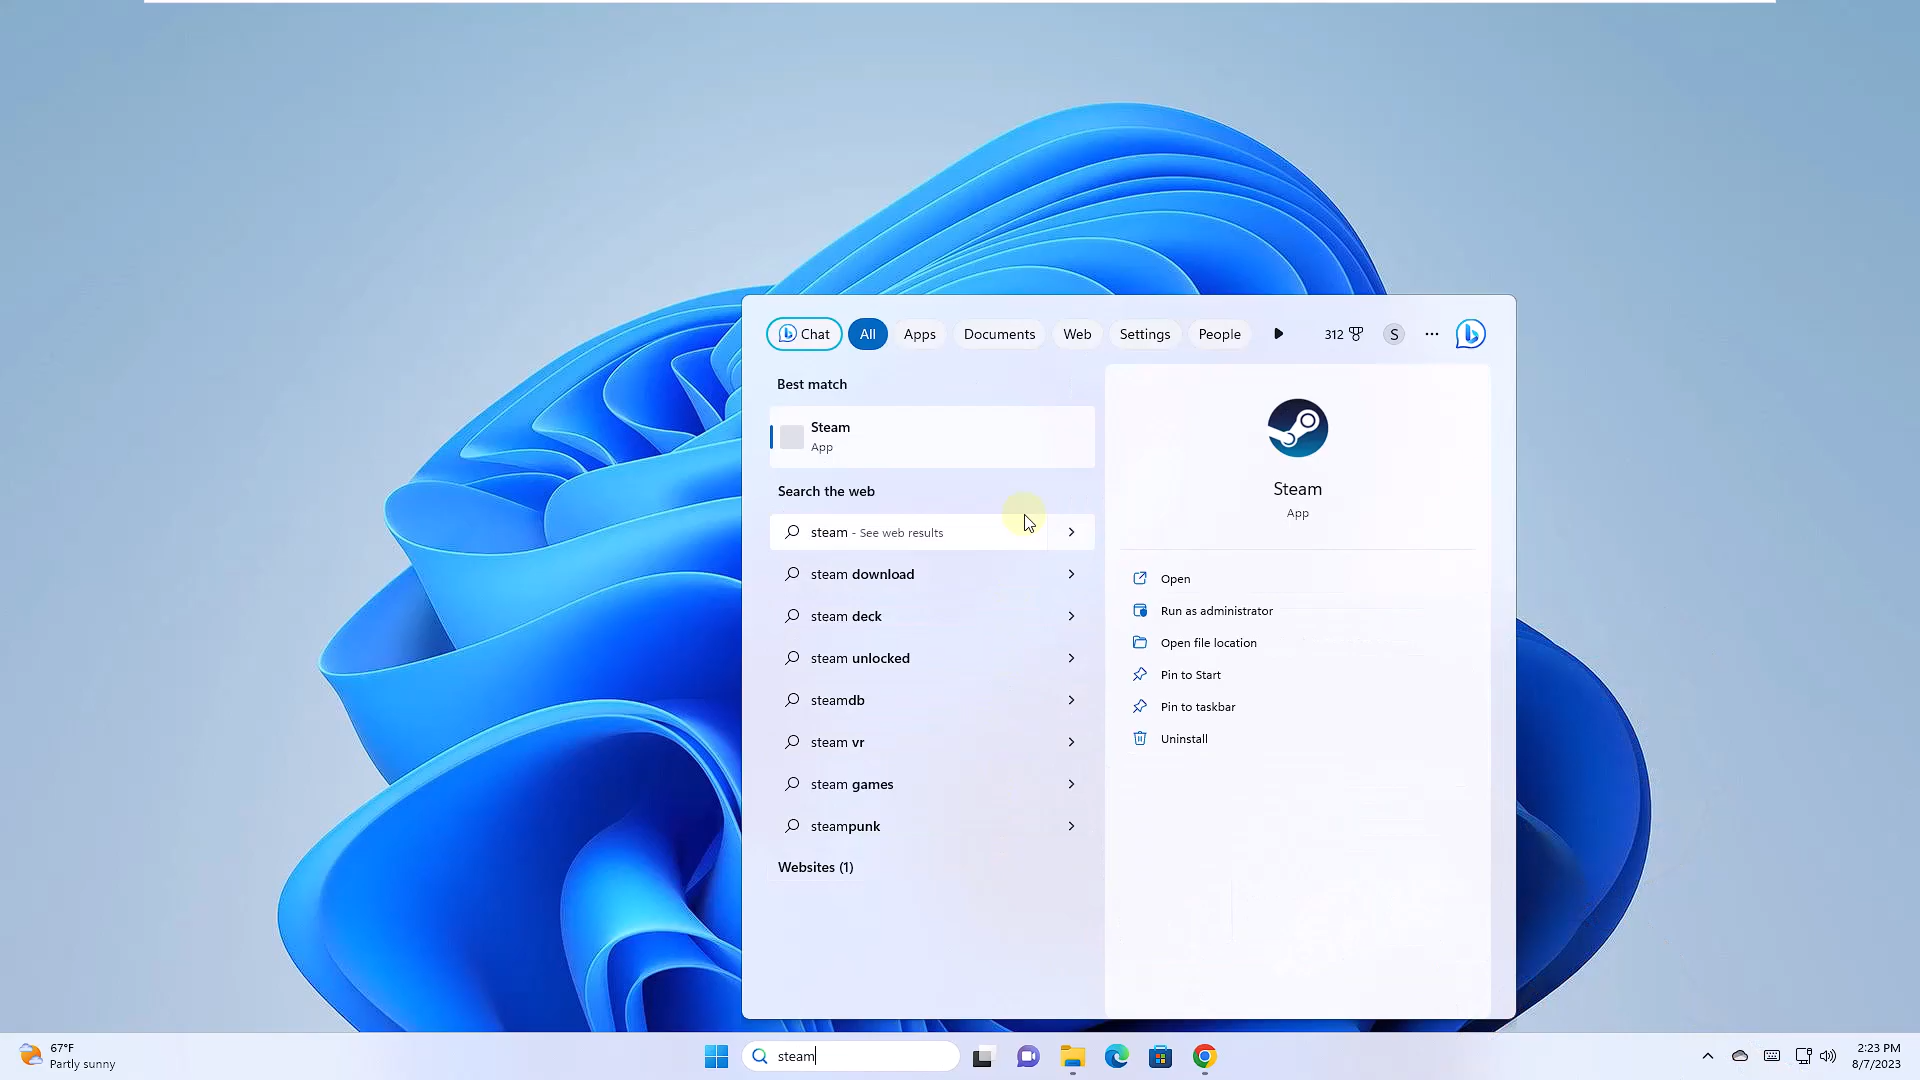 Chat
All
Apps
Documents
Web
Settings
People
312
S
Best match
Steam
App
Search the web
steam - See web results
steam download
steam deck
steam unlocked
steamdb
steam vr
steam games
steampunk
Websites (1)
Steam
App
Open
Run as administrator
Open file location
Pin to Start
Pin to taskbar
Uninstall
67°F
Partly sunny
steam
2:23 PM
8/7/2023